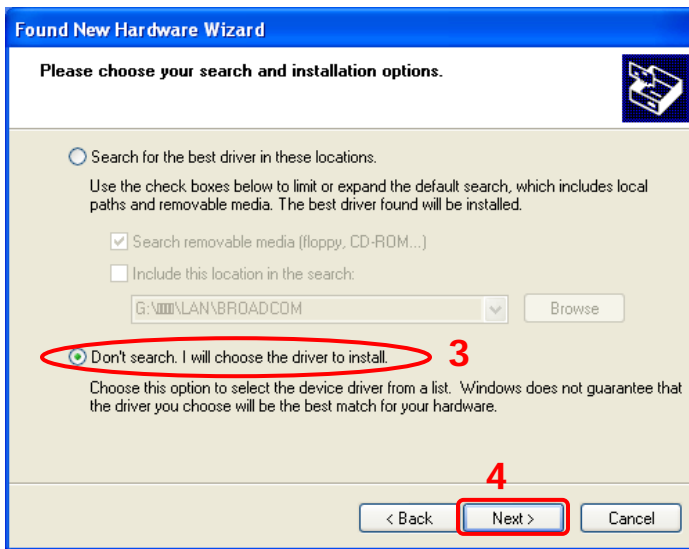 Found New Hardware Wizard
Please choose your search and installation options.
Search for the best driver in these locations.
Use the check boxes below to limit or expand the default search, which includes local
paths and removable media. The best driver found will be installed.
Search removable media (floppy, CD-ROM...)
Include this location in the search:
\LAN\BROADCOM
Browse
Don't search. I will choose the driver to install.
3
Choose this option to select the device driver from a list. Windows does not guarantee that
the driver you choose will be the best match for your hardware.
4
< Back
Next >
Cancel